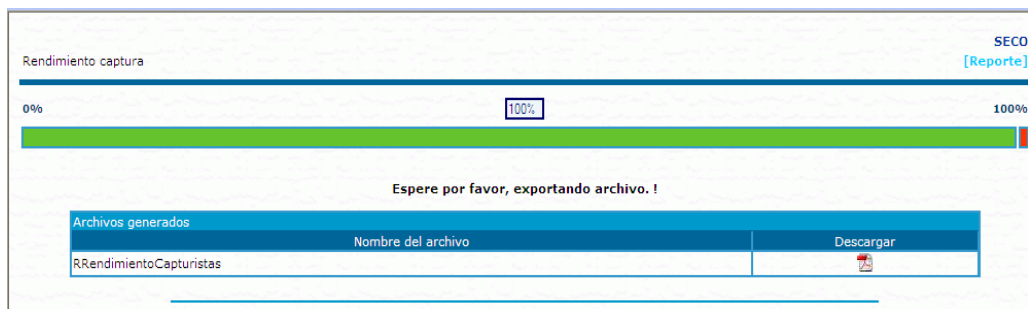 SECO
Rendimiento captura
[Reporte]
0%
100%
100%
Espere por favor, exportando archivo. !
Archivos generados
Nombre del archivo
Descargar
RRendimientoCapturistas